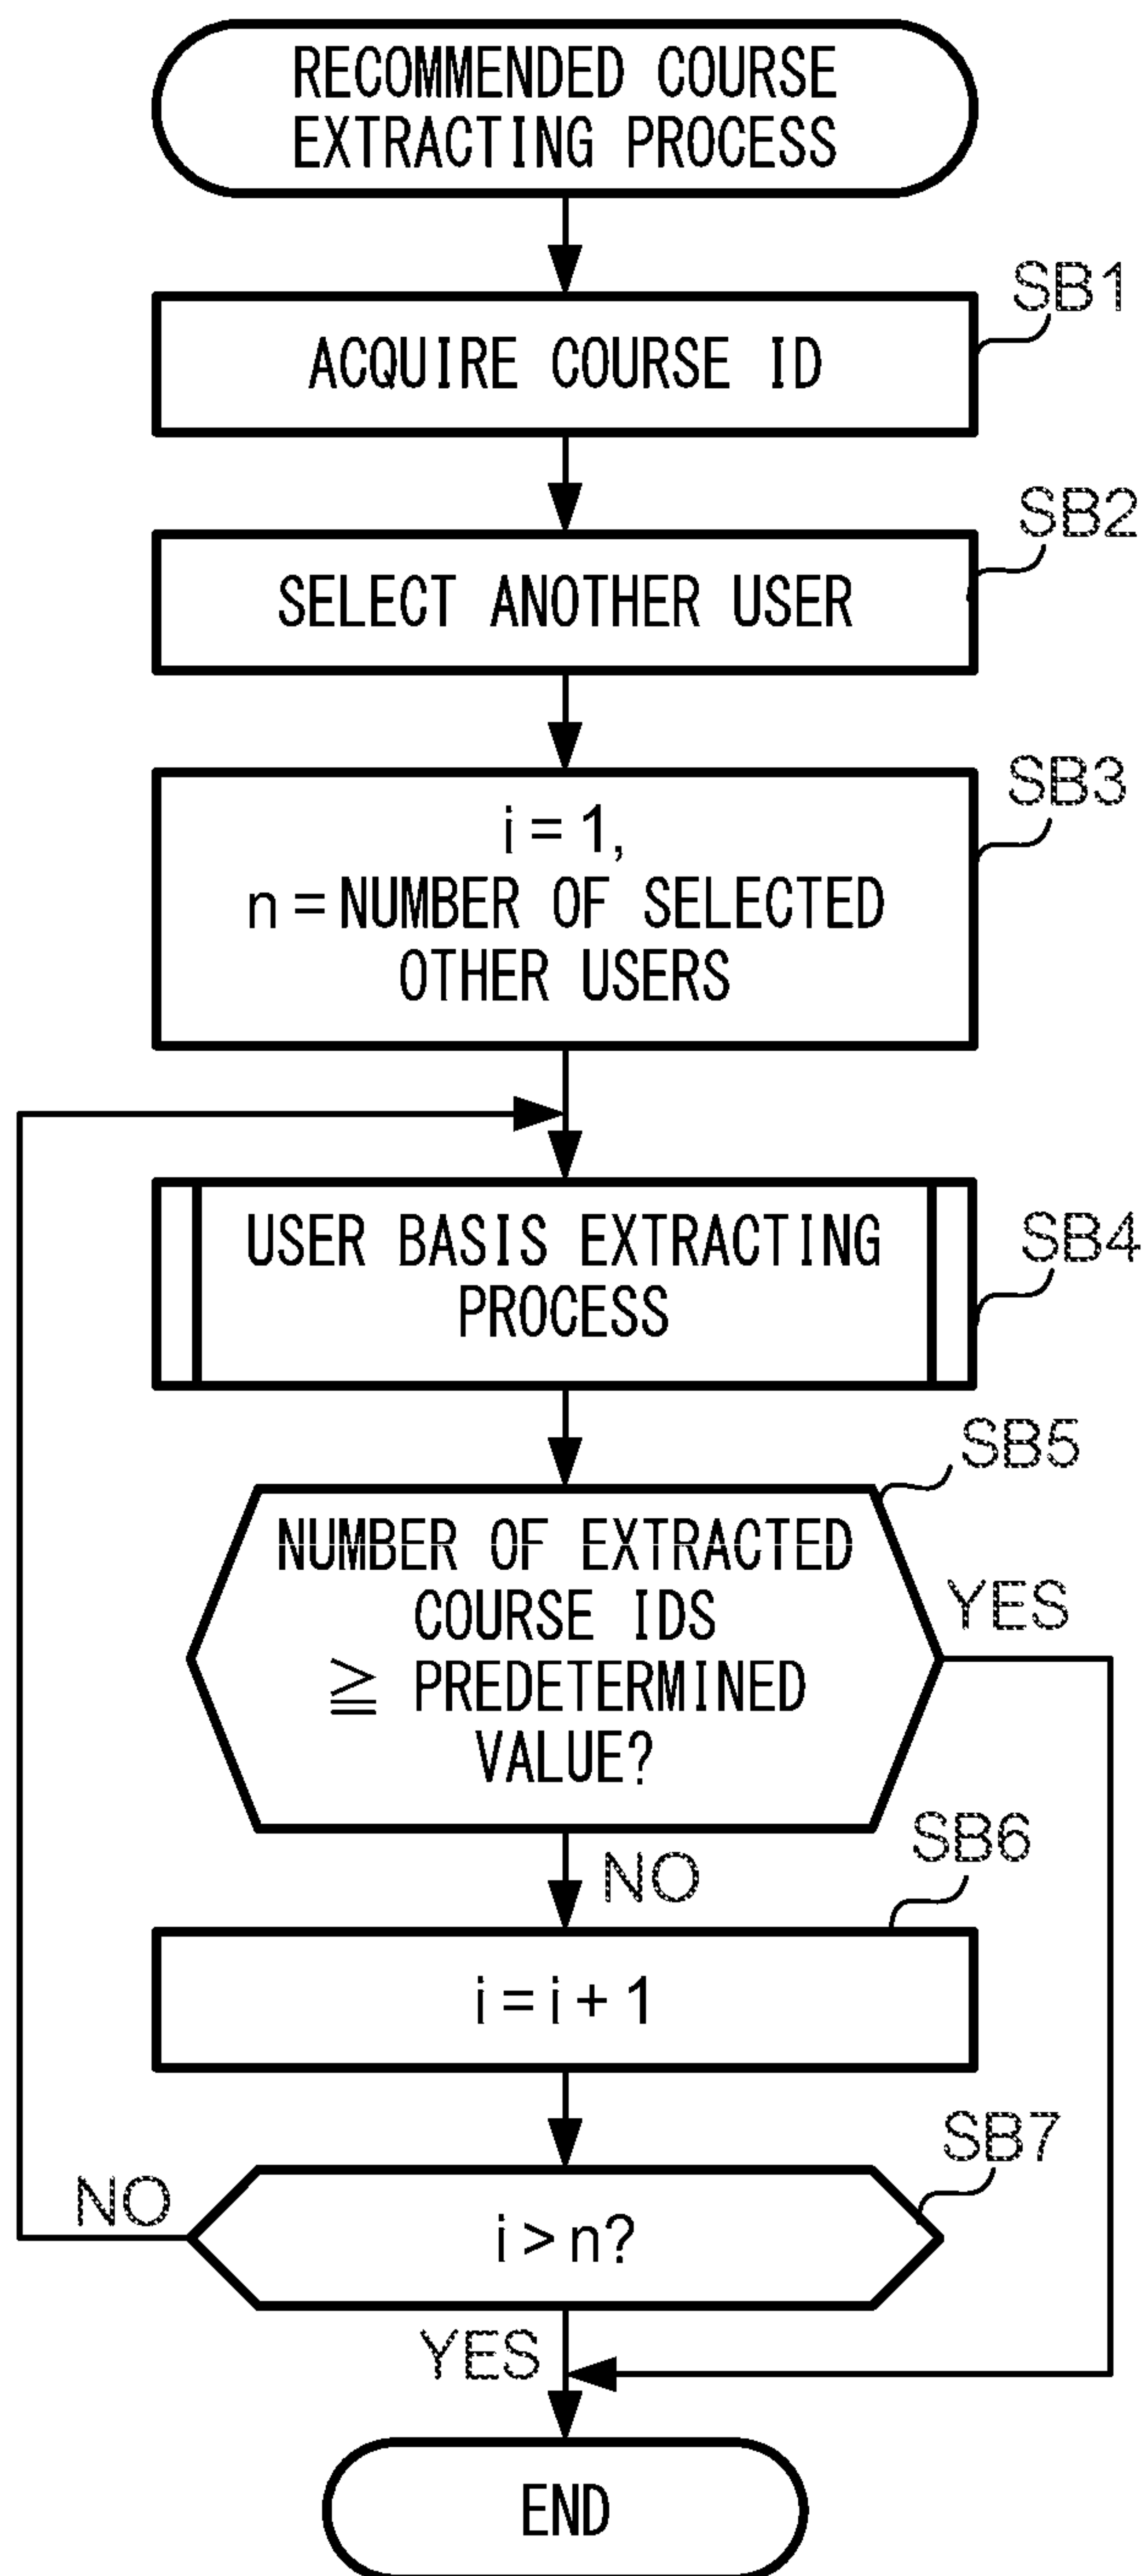 RECOMMENDED COURSE
EXTRACTING PROCESS
SB1
ACQUIRE COURSE ID
SB2
SELECT ANOTHER USER
SB3
i = 1,
n = NUMBER OF SELECTED
OTHER USERS
SB4
USER BASIS EXTRACTING
PROCESS
SB5
NUMBER OF EXTRACTED
COURSE IDS
≧ PREDETERMINED
VALUE?
YES
NO
SB6
i = i + 1
SB7
NO
i > n?
YES
END